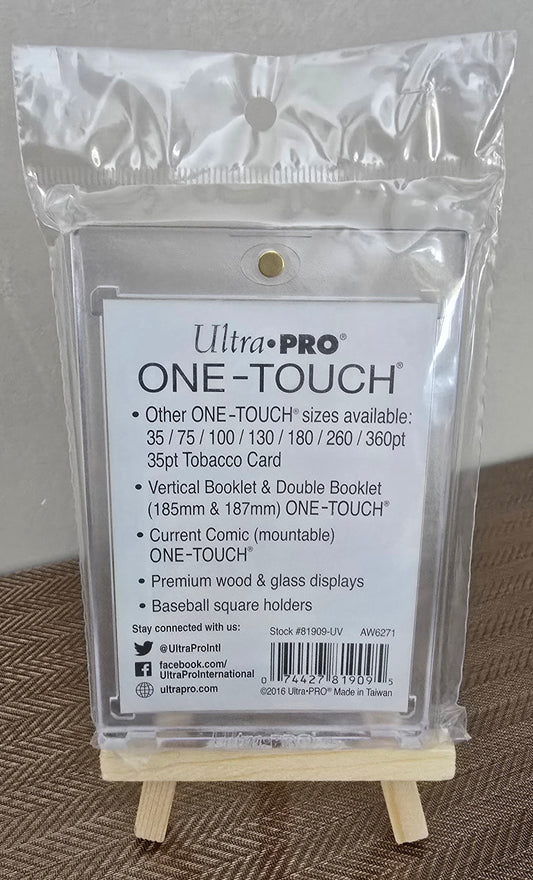 Ultra•PRO®
ONE-TOUCH®
• Other ONE-TOUCH® sizes available:
35 / 75 / 100 / 130 / 180 / 260 / 360pt
35pt Tobacco Card
• Vertical Booklet & Double Booklet
(185mm & 187mm) ONE-TOUCH®
• Current Comic (mountable)
ONE-TOUCH®
• Premium wood & glass displays
• Baseball square holders
Stay connected with us:
@UltraProIntl
facebook.com/
UltraProInternational
ultrapro.com
Stock #81909-UV AW6271
0 74427 81909 5
©2016 Ultra•PRO® Made in Taiwan
Ultra•PRO